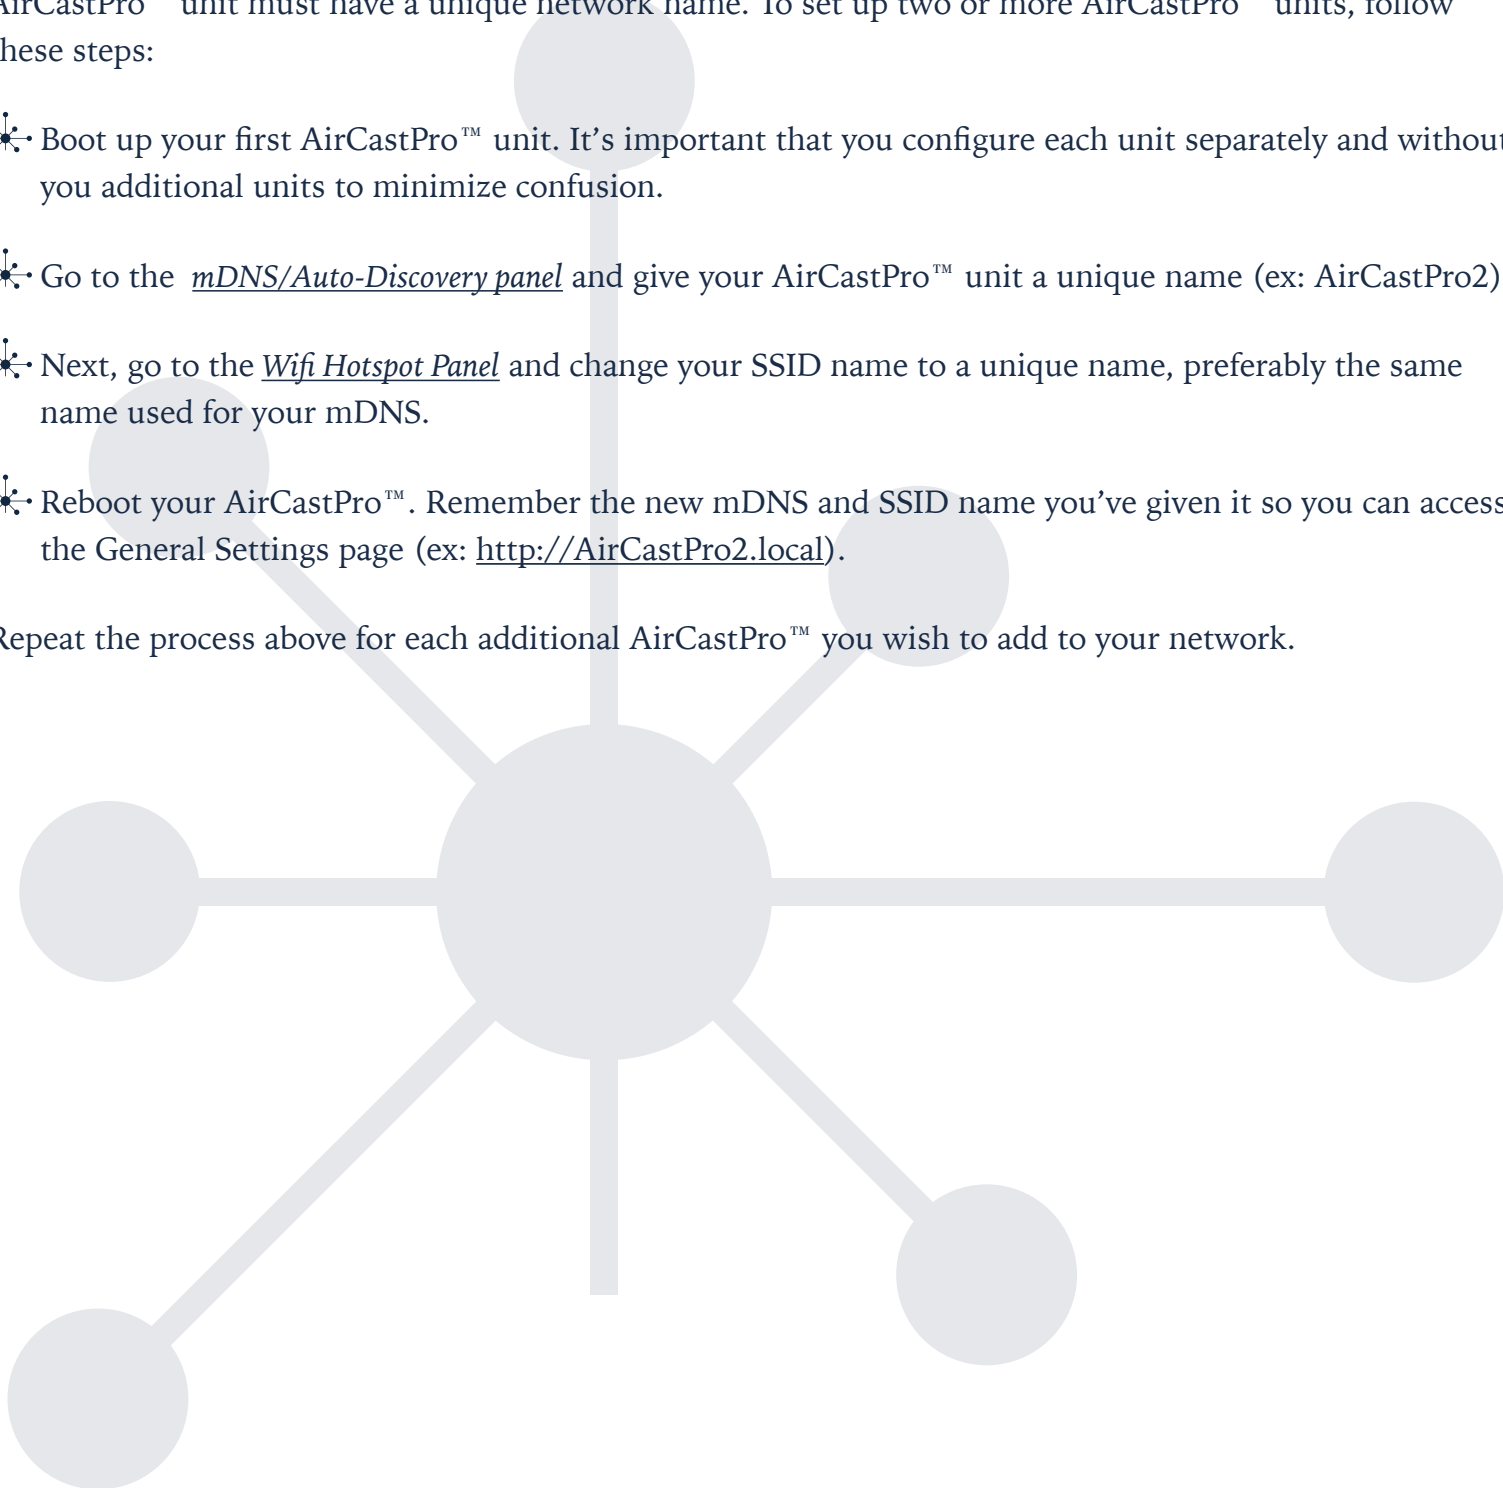 AirCastPro™ unit must have a unique network name. To set up two or more AirCastPro™ units, follow
hese steps:
Boot up your first AirCastPro™ unit. It’s important that you configure each unit separately and without
you additional units to minimize confusion.
Go to the mDNS/Auto-Discovery panel and give your AirCastPro™ unit a unique name (ex: AirCastPro2)
Next, go to the Wifi Hotspot Panel and change your SSID name to a unique name, preferably the same
name used for your mDNS.
Reboot your AirCastPro™. Remember the new mDNS and SSID name you’ve given it so you can access
the General Settings page (ex: http://AirCastPro2.local).
Repeat the process above for each additional AirCastPro™ you wish to add to your network.